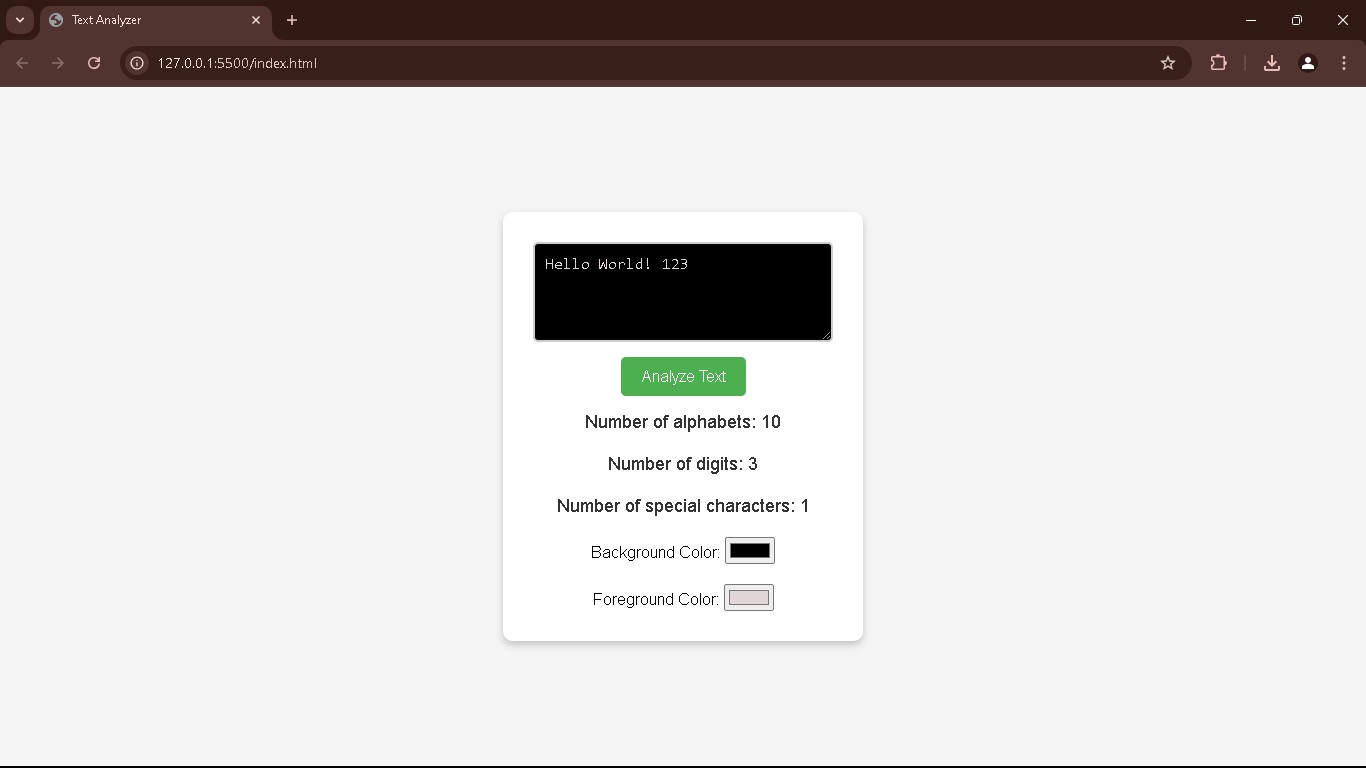 Text Analyzer
127.0.0.1:5500/index.html
Hello World! 123
Analyze Text
Number of alphabets: 10
Number of digits: 3
Number of special characters: 1
Background Color:
Foreground Color: